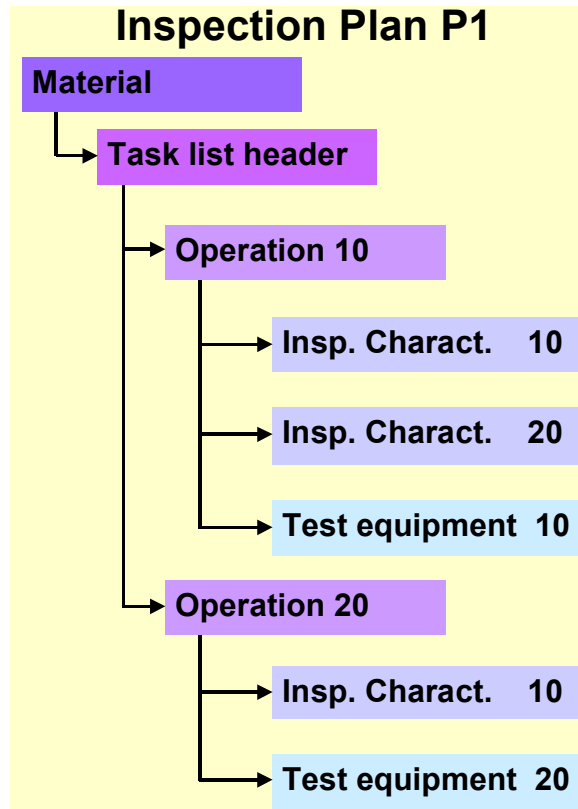 Inspection Plan P1
Material
Task list header
Operation 10
Insp. Charact. 10
Insp. Charact. 20
Test equipment 10
Operation 20
Insp. Charact. 10
Test equipment 20